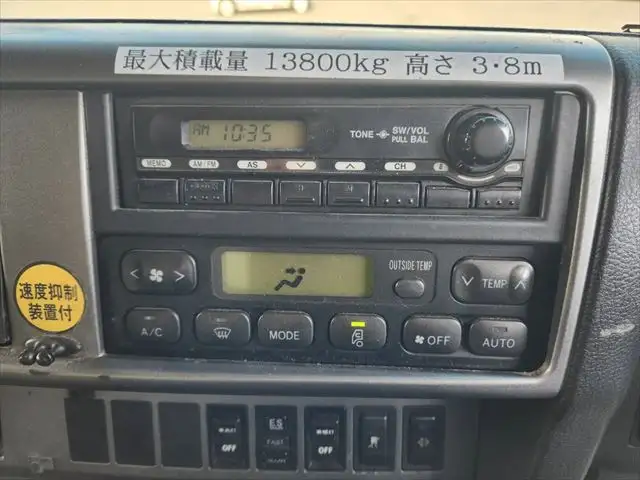 最大積載量 13800kg 高さ 3・8m
AM 10:35
TONE SW/VOL
PULL BAL
MEMO AM/FM AS CH
速度抑制
装置付
OUTSIDE TEMP
TEMP
A/C MODE OFF AUTO
OFF
E.S
OFF